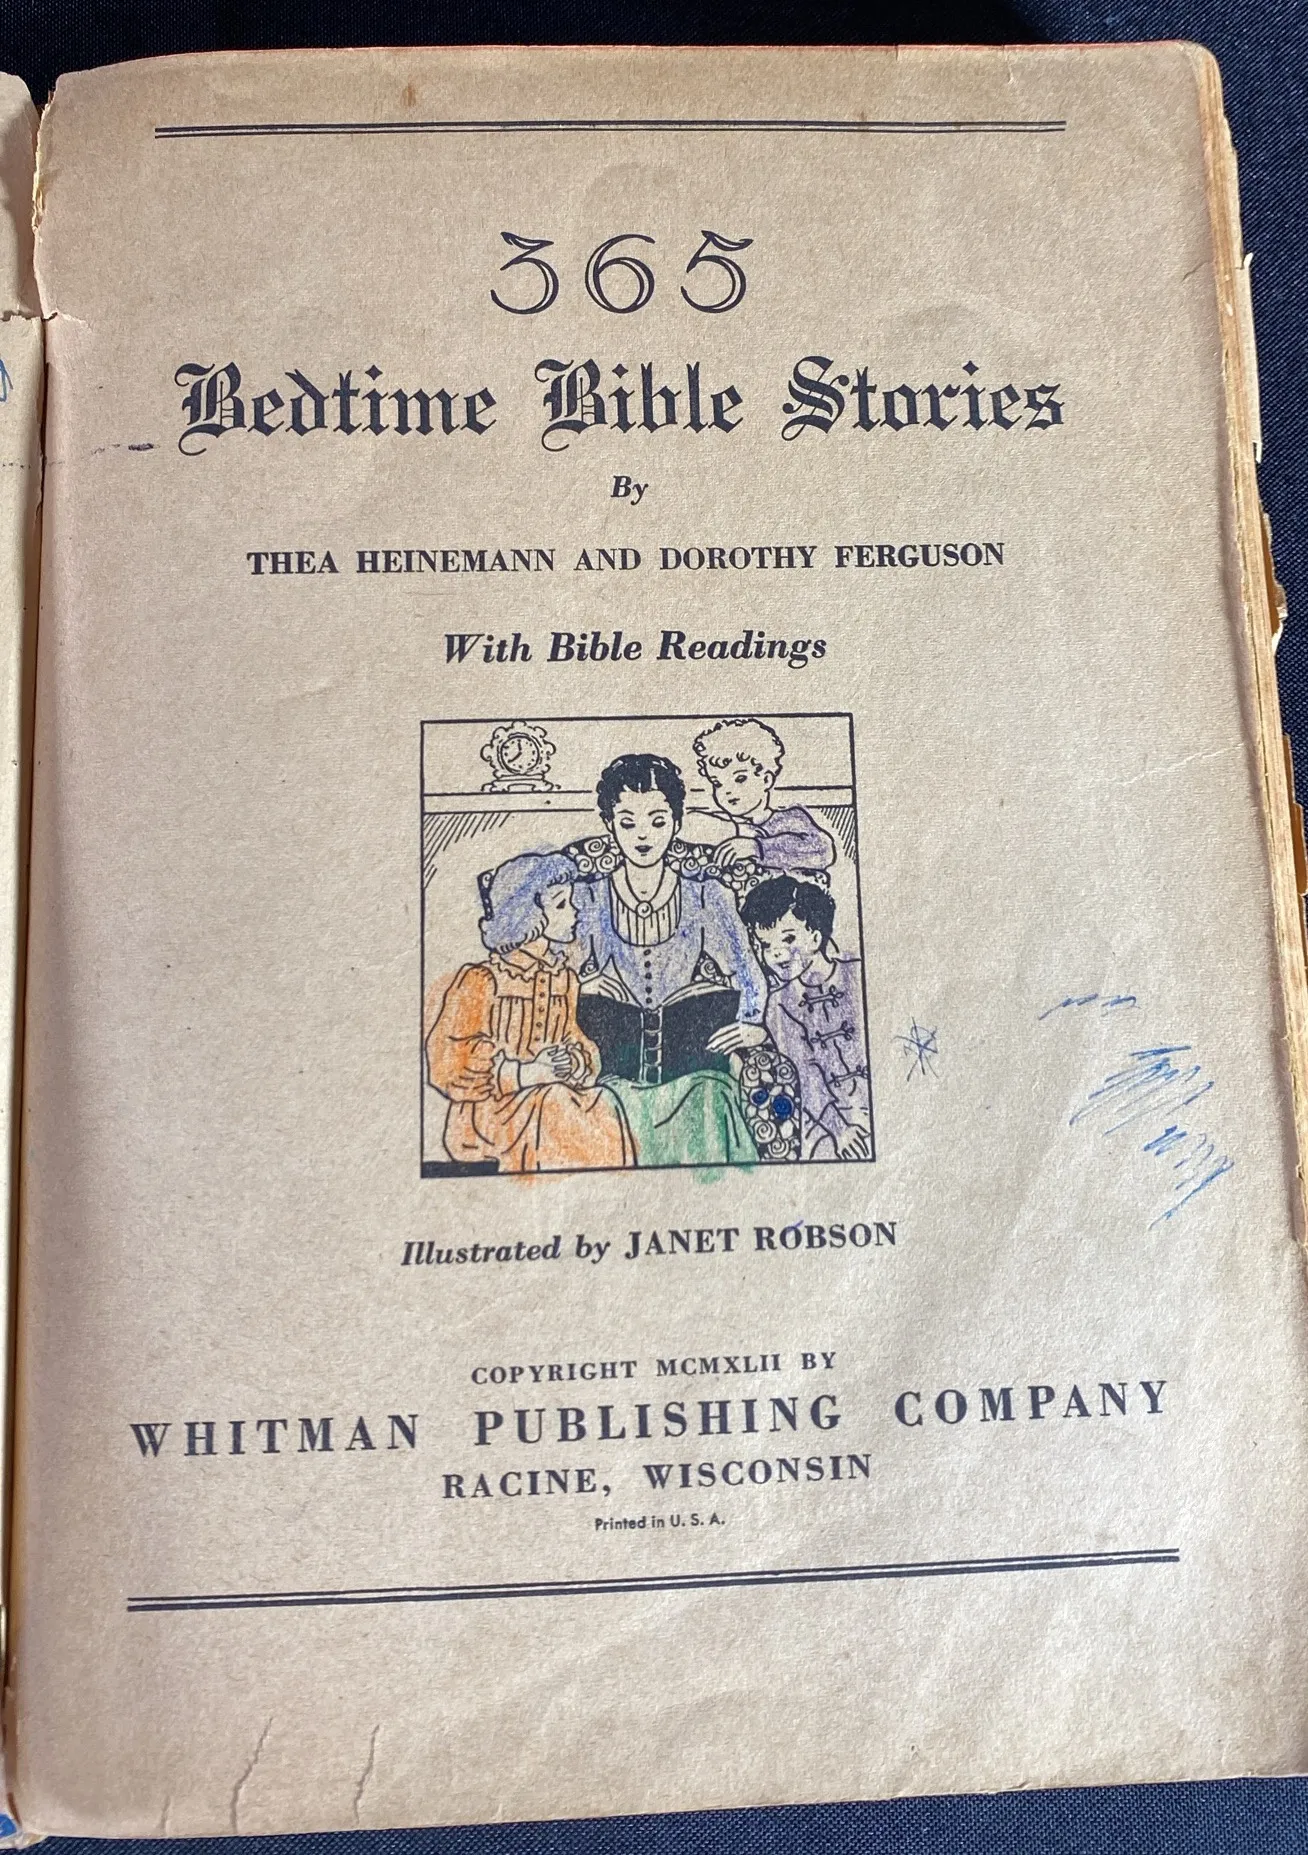 365
Bedtime Bible Stories
By
THEA HEINEMANN AND DOROTHY FERGUSON
With Bible Readings
Illustrated by JANET ROBSON
COPYRIGHT MCMXLII BY
WHITMAN PUBLISHING COMPANY
RACINE, WISCONSIN
Printed in U. S. A.